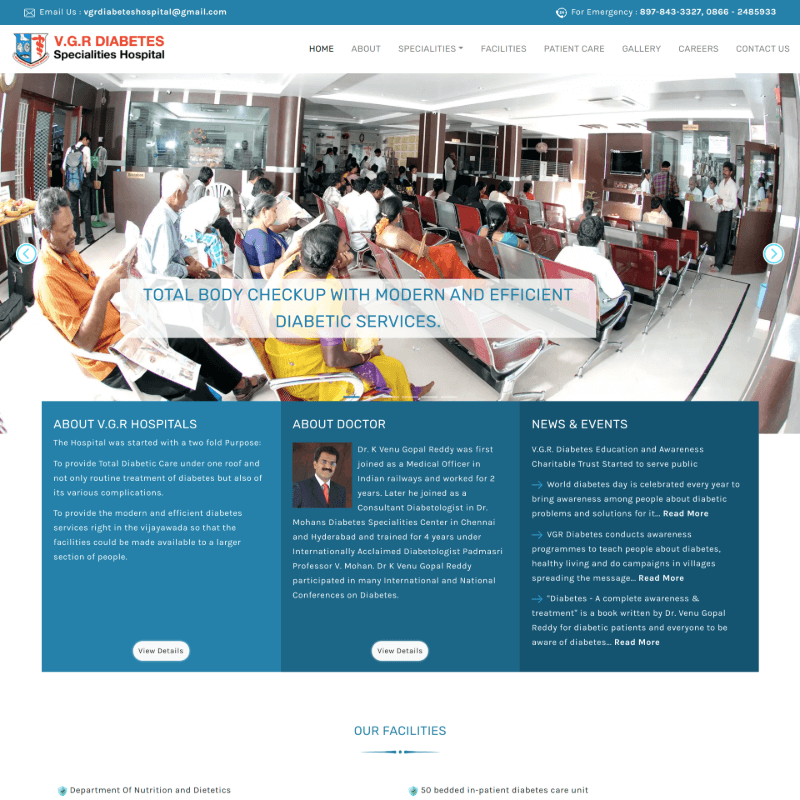 Email Us : vgrdiabeteshospital@gmail.com
For Emergency : 897-843-3327, 0866 - 2485933
V.G.R DIABETES
Specialities Hospital
HOME ABOUT SPECIALITIES FACILITIES PATIENT CARE GALLERY CAREERS CONTACT US
TOTAL BODY CHECKUP WITH MODERN AND EFFICIENT
DIABETIC SERVICES.
ABOUT V.G.R HOSPITALS
The Hospital was started with a two fold Purpose:
To provide Total Diabetic Care under one roof and
not only routine treatment of diabetes but also of
its various complications.
To provide the modern and efficient diabetes
services right in the vijayawada so that the
facilities could be made available to a larger
section of people.
View Details
ABOUT DOCTOR
Dr. K Venu Gopal Reddy was first
joined as a Medical Officer in
Indian railways and worked for 2
years. Later he joined as a
Consultant Diabetologist in Dr.
Mohans Diabetes Specialities Center in Chennai
and Hyderabad and trained for 4 years under
Internationally Acclaimed Diabetologist Padmasri
Professor V. Mohan. Dr K Venu Gopal Reddy
participated in many International and National
Conferences on Diabetes.
View Details
NEWS & EVENTS
V.G.R. Diabetes Education and Awareness
Charitable Trust Started to serve public
World diabetes day is celebrated every year to
bring awareness among people about diabetic
problems and solutions for it... Read More
VGR Diabetes conducts awareness
programmes to teach people about diabetes,
healthy living and do campaigns in villages
spreading the message... Read More
"Diabetes - A complete awareness &
treatment" is a book written by Dr. Venu Gopal
Reddy for diabetic patients and everyone to be
aware of diabetes... Read More
OUR FACILITIES
Department Of Nutrition and Dietetics
50 bedded in-patient diabetes care unit